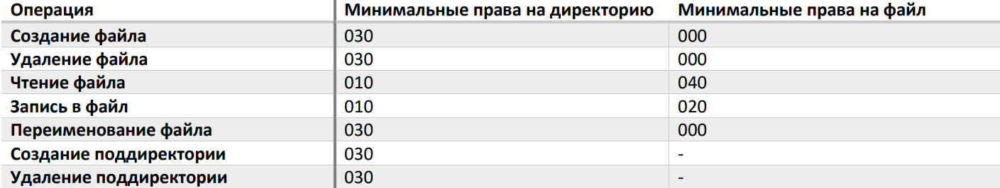 Операция Минимальные права на директорию Минимальные права на файл
Создание файла 030 000
Удаление файла 030 000
Чтение файла 010 040
Запись в файл 010 020
Переименование файла 030 000
Создание поддиректории 030 -
Удаление поддиректории 030 -